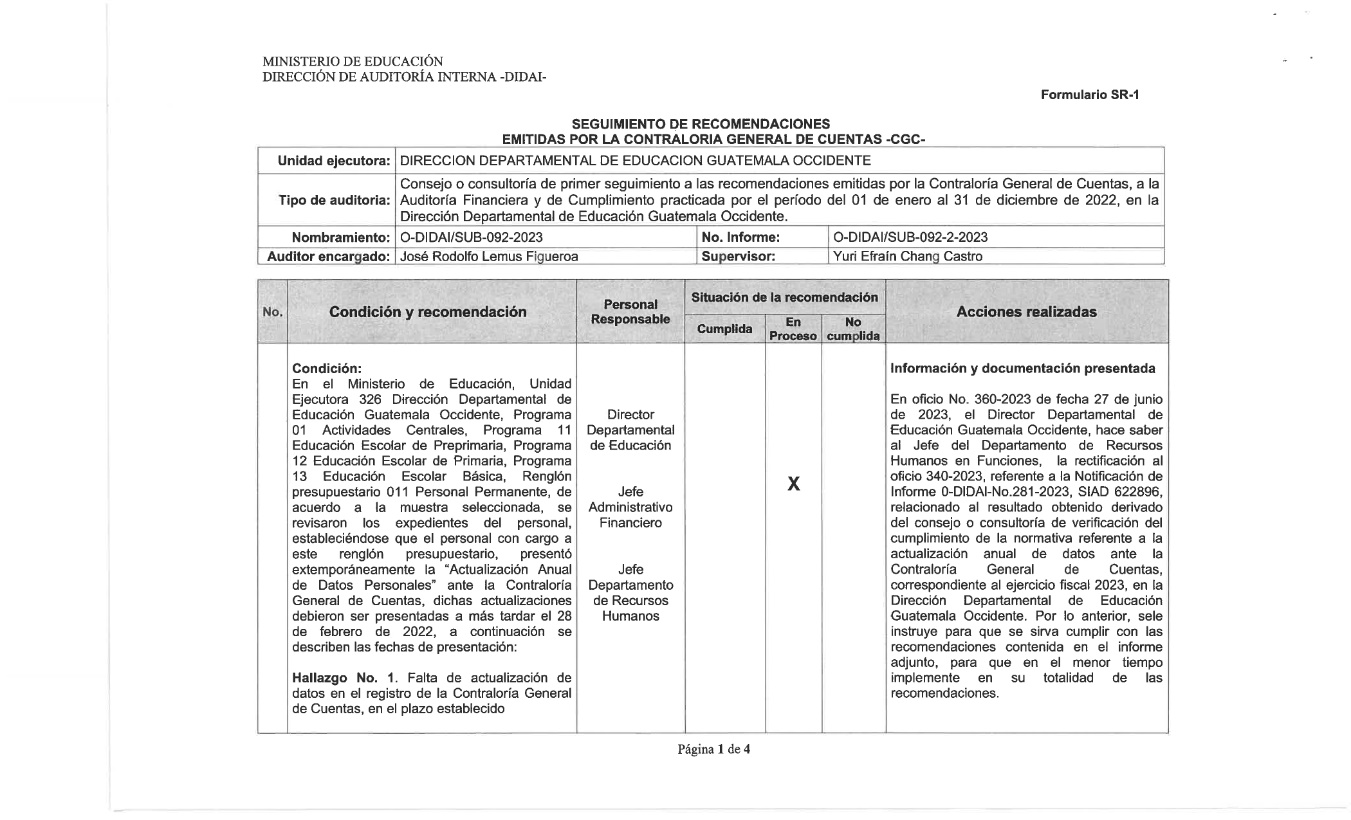 MINISTERIO DE EDUCACIÓN
DIRECCIÓN DE AUDITORÍA INTERNA -DIDAI-
Formulario SR-1
SEGUIMIENTO DE RECOMENDACIONES
EMITIDAS POR LA CONTRALORIA GENERAL DE CUENTAS -CGC-
Unidad ejecutora: DIRECCION DEPARTAMENTAL DE EDUCACION GUATEMALA OCCIDENTE
Tipo de auditoria: Consejo o consultoría de primer seguimiento a las recomendaciones emitidas por la Contraloría General de Cuentas, a la
Auditoría Financiera y de Cumplimiento practicada por el período del 01 de enero al 31 de diciembre de 2022, en la
Dirección Departamental de Educación Guatemala Occidente.
Nombramiento: O-DIDAI/SUB-092-2023 No. Informe: O-DIDAI/SUB-092-2-2023
Auditor encargado: José Rodolfo Lemus Figueroa Supervisor: Yuri Efraín Chang Castro
No. Condición y recomendación Personal Responsable Situación de la recomendación Acciones realizadas
Cumplida En Proceso No cumplida
Condición:
En el Ministerio de Educación, Unidad
Ejecutora 326 Dirección Departamental de
Educación Guatemala Occidente, Programa
01 Actividades Centrales, Programa 11
Educación Escolar de Preprimaria, Programa
12 Educación Escolar de Primaria, Programa
13 Educación Escolar Básica, Renglón
presupuestario 011 Personal Permanente, de
acuerdo a la muestra seleccionada, se
revisaron los expedientes del personal,
estableciéndose que el personal con cargo a
este renglón presupuestario, presentó
extemporáneamente la “Actualización Anual
de Datos Personales” ante la Contraloría
General de Cuentas, dichas actualizaciones
debieron ser presentadas a más tardar el 28
de febrero de 2022, a continuación se
describen las fechas de presentación:
Hallazgo No. 1. Falta de actualización de
datos en el registro de la Contraloría General
de Cuentas, en el plazo establecido
Director
Departamental
de Educación
Jefe
Administrativo
Financiero
Jefe
Departamento
de Recursos
Humanos
X
Información y documentación presentada
En oficio No. 360-2023 de fecha 27 de junio
de 2023, el Director Departamental de
Educación Guatemala Occidente, hace saber
al Jefe del Departamento de Recursos
Humanos en Funciones, la rectificación al
oficio 340-2023, referente a la Notificación de
Informe 0-DIDAI-No.281-2023, SIAD 622896,
relacionado al resultado obtenido derivado
del consejo o consultoría de verificación del
cumplimiento de la normativa referente a la
actualización anual de datos ante la
Contraloría General de Cuentas,
correspondiente al ejercicio fiscal 2023, en la
Dirección Departamental de Educación
Guatemala Occidente. Por lo anterior, sele
instruye para que se sirva cumplir con las
recomendaciones contenida en el informe
adjunto, para que en el menor tiempo
implemente en su totalidad de las
recomendaciones.
Página 1 de 4